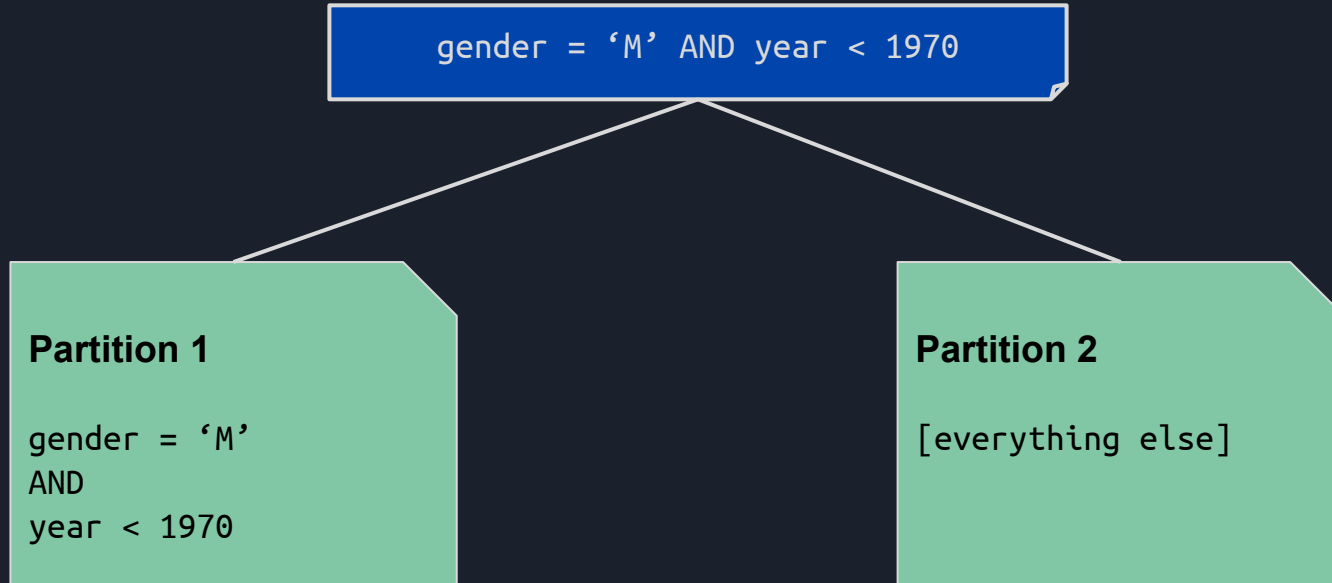 gender = ‘M’ AND year < 1970
Partition 1
gender = ‘M’
AND
year < 1970
Partition 2
[everything else]